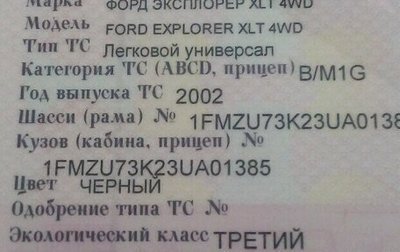 Марка ФОРД ЭКСПЛОРЕР XLT 4WD
Модель FORD EXPLORER XLT 4WD
Тип ТС Легковой универсал
Категория ТС (ABCD, прицеп) B/M1G
Год выпуска ТС 2002
Шасси (рама) № 1FMZU73K23UA0138
Кузов (кабина, прицеп) №
1FMZU73K23UA01385
Цвет ЧЕРНЫЙ
Одобрение типа ТС №
Экологический класс ТРЕТИЙ